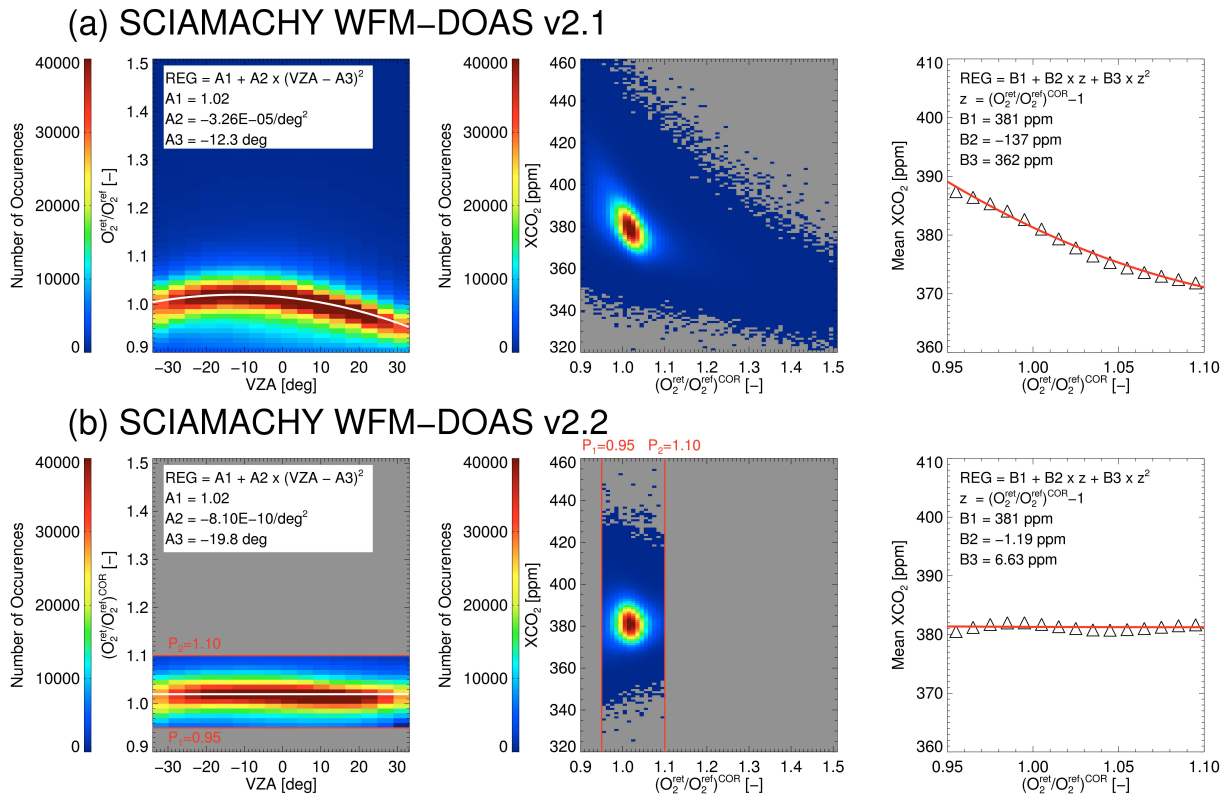 (a) SCIAMACHY WFM−DOAS v2.1
40000
30000
20000
10000
0
Number of Occurences
O₂ʳᵉᵗ/O₂ʳᵉᶠ [−]
1.5
1.4
1.3
1.2
1.1
1.0
0.9
REG = A1 + A2 x (VZA − A3)²
A1 = 1.02
A2 = −3.26E−05/deg²
A3 = −12.3 deg
−30 −20 −10 0 10 20 30
VZA [deg]
40000
30000
20000
10000
0
Number of Occurences
XCO₂ [ppm]
460
440
420
400
380
360
340
320
0.9 1.0 1.1 1.2 1.3 1.4 1.5
(O₂ʳᵉᵗ/O₂ʳᵉᶠ)ᶜᴼᴿ [−]
Mean XCO₂ [ppm]
410
400
390
380
370
360
REG = B1 + B2 x z + B3 x z²
z = (O₂ʳᵉᵗ/O₂ʳᵉᶠ)ᶜᴼᴿ−1
B1 = 381 ppm
B2 = −137 ppm
B3 = 362 ppm
0.95 1.00 1.05 1.10
(O₂ʳᵉᵗ/O₂ʳᵉᶠ)ᶜᴼᴿ [−]
(b) SCIAMACHY WFM−DOAS v2.2
40000
30000
20000
10000
0
Number of Occurences
(O₂ʳᵉᵗ/O₂ʳᵉᶠ)ᶜᴼᴿ [−]
1.5
1.4
1.3
1.2
1.1
1.0
0.9
REG = A1 + A2 x (VZA − A3)²
A1 = 1.02
A2 = −8.10E−10/deg²
A3 = −19.8 deg
P₂=1.10
P₁=0.95
−30 −20 −10 0 10 20 30
VZA [deg]
40000
30000
20000
10000
0
Number of Occurences
XCO₂ [ppm]
P₁=0.95 P₂=1.10
460
440
420
400
380
360
340
320
0.9 1.0 1.1 1.2 1.3 1.4 1.5
(O₂ʳᵉᵗ/O₂ʳᵉᶠ)ᶜᴼᴿ [−]
Mean XCO₂ [ppm]
410
400
390
380
370
360
REG = B1 + B2 x z + B3 x z²
z = (O₂ʳᵉᵗ/O₂ʳᵉᶠ)ᶜᴼᴿ−1
B1 = 381 ppm
B2 = −1.19 ppm
B3 = 6.63 ppm
0.95 1.00 1.05 1.10
(O₂ʳᵉᵗ/O₂ʳᵉᶠ)ᶜᴼᴿ [−]